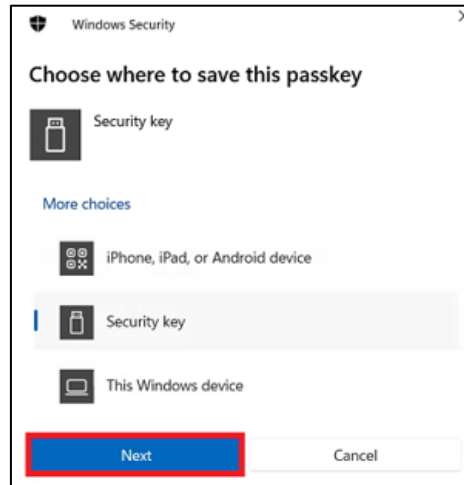 Windows Security
Choose where to save this passkey
Security key
More choices
iPhone, iPad, or Android device
Security key
This Windows device
Next Cancel